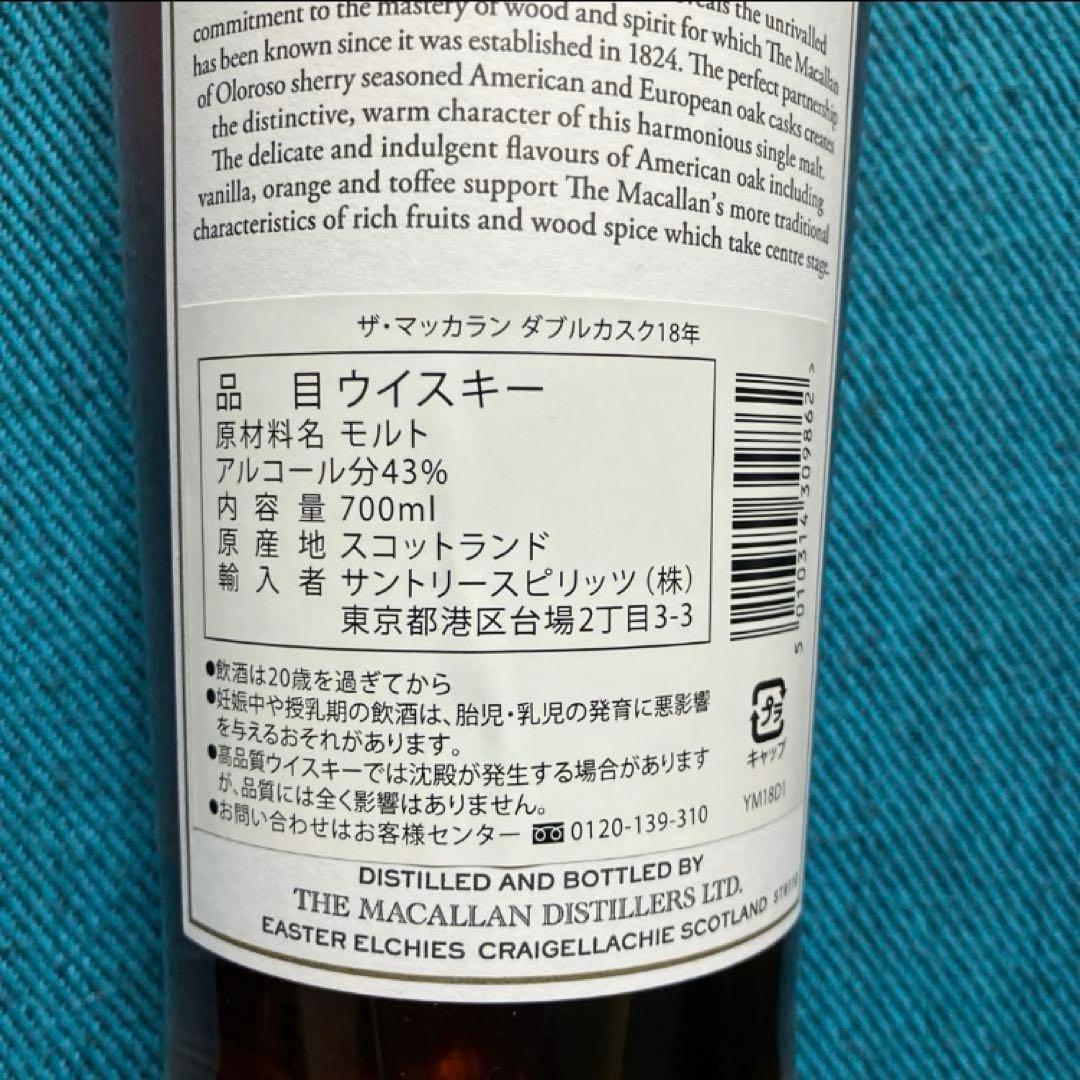 commitment to the mastery of wood and spirit for which The Macallan
reveals the unrivalled
has been known since it was established in 1824. The perfect partnership
of Oloroso sherry seasoned American and European oak casks creates
the distinctive, warm character of this harmonious single malt.
The delicate and indulgent flavours of American oak including
vanilla, orange and toffee support The Macallan's more traditional
characteristics of rich fruits and wood spice which take centre stage.
ザ・マッカラン ダブルカスク18年
品 目 ウイスキー
原材料名 モルト
アルコール分43%
内容量 700ml
原産地 スコットランド
輸入者 サントリースピリッツ(株)
東京都港区台場2丁目3-3
5 010314 309862 >
●飲酒は20歳を過ぎてから
●妊娠中や授乳期の飲酒は、胎児・乳児の発育に悪影響
を与えるおそれがあります。
●高品質ウイスキーでは沈殿が発生する場合があります
が、品質には全く影響はありません。
●お問い合わせはお客様センター 0120-139-310
プラ
キャップ
YM18D1
DISTILLED AND BOTTLED BY
THE MACALLAN DISTILLERS LTD.
EASTER ELCHIES CRAIGELLACHIE SCOTLAND